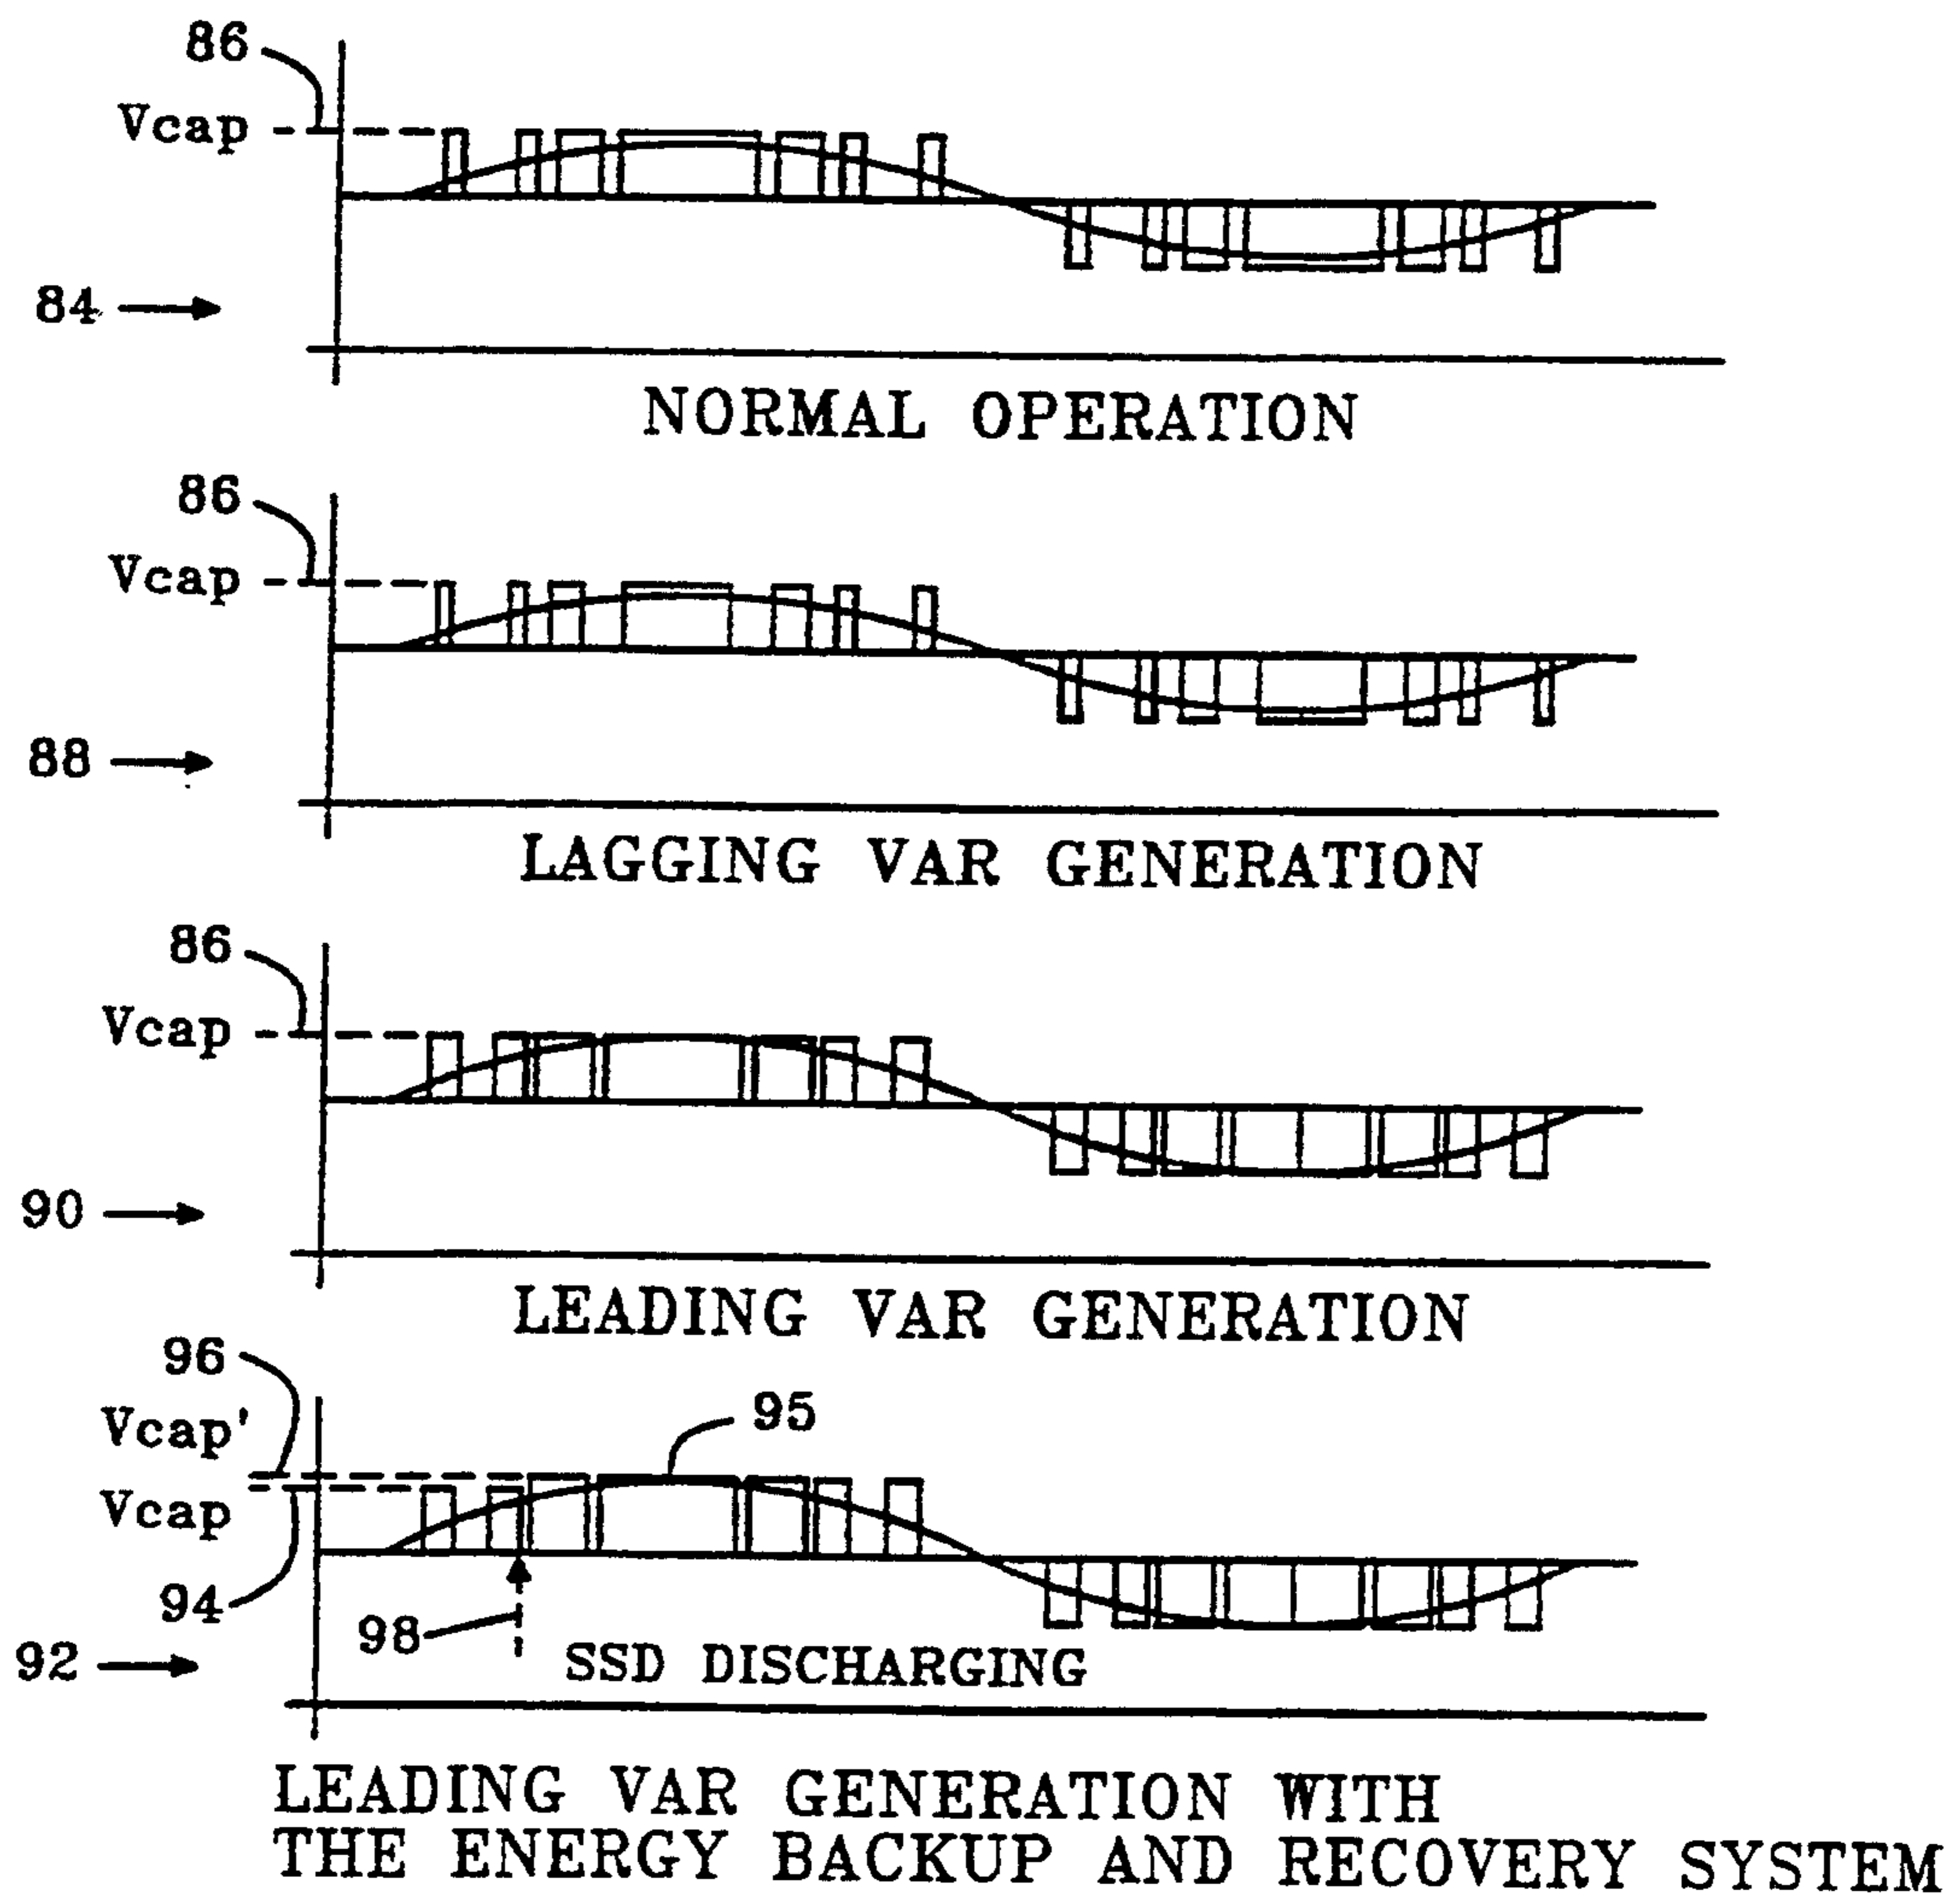 86
Vcap
84
NORMAL OPERATION
86
Vcap
88
LAGGING VAR GENERATION
86
Vcap
90
LEADING VAR GENERATION
96
Vcap'
95
Vcap
94
98
92
SSD DISCHARGING
LEADING VAR GENERATION WITH
THE ENERGY BACKUP AND RECOVERY SYSTEM